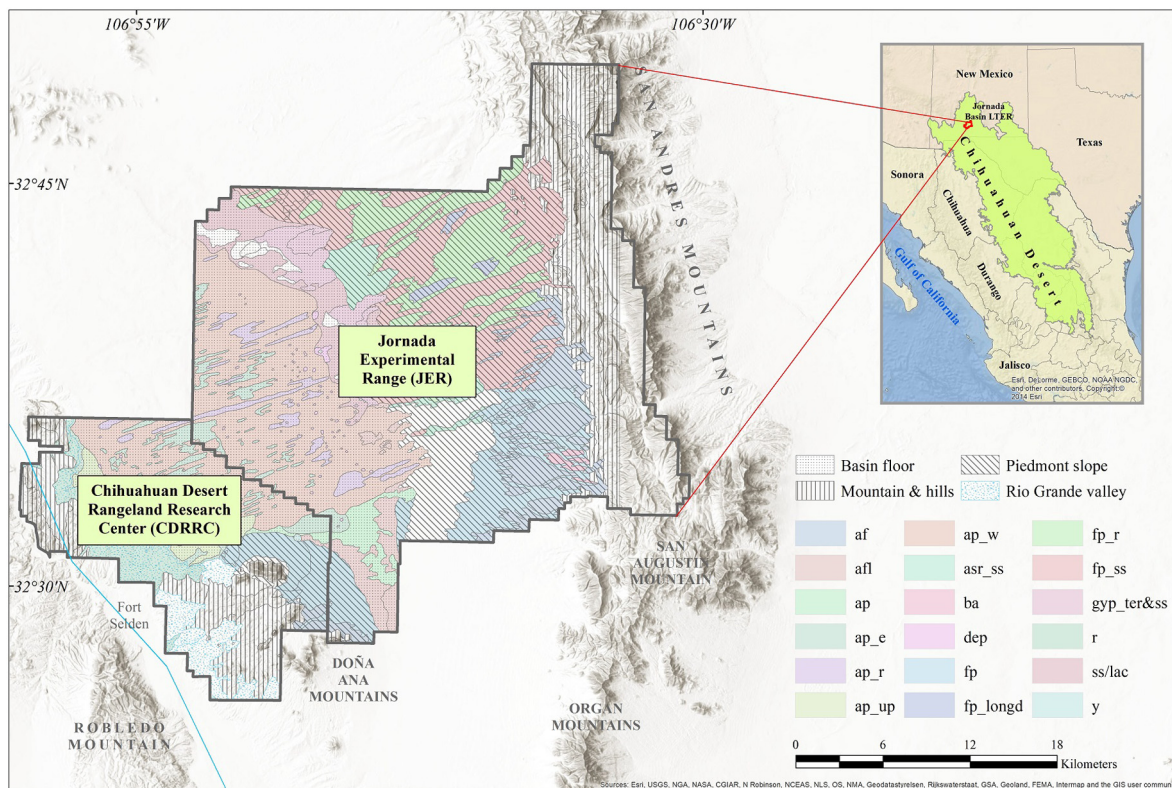 106°55'W
106°30'W
32°45'N
32°30'N
SAN ANDRES MOUNTAINS
Jornada
Experimental
Range (JER)
Chihuahuan Desert
Rangeland Research
Center (CDRRC)
Fort
Selden
ROBLEDO
MOUNTAIN
DOÑA
ANA
MOUNTAINS
SAN
AUGUSTIN
MOUNTAIN
ORGAN
MOUNTAINS
New Mexico
Jornada
Basin LTER
Texas
Sonora
Chihuahua
Chihuahuan Desert
Durango
Gulf of California
Jalisco
Esri, DeLorme, GEBCO, NOAA NGDC,
and other contributors, Copyright:©
2014 Esri
Basin floor
Piedmont slope
Mountain & hills
Rio Grande valley
af
ap_w
fp_r
afl
asr_ss
fp_ss
ap
ba
gyp_ter&ss
ap_e
dep
r
ap_r
fp
ss/lac
ap_up
fp_longd
y
0 6 12 18
Kilometers
Sources: Esri, USGS, NGA, NASA, CGIAR, N Robinson, NCEAS, NLS, OS, NMA, Geodatastyrelsen, Rijkswaterstaat, GSA, Geoland, FEMA, Intermap and the GIS user commun